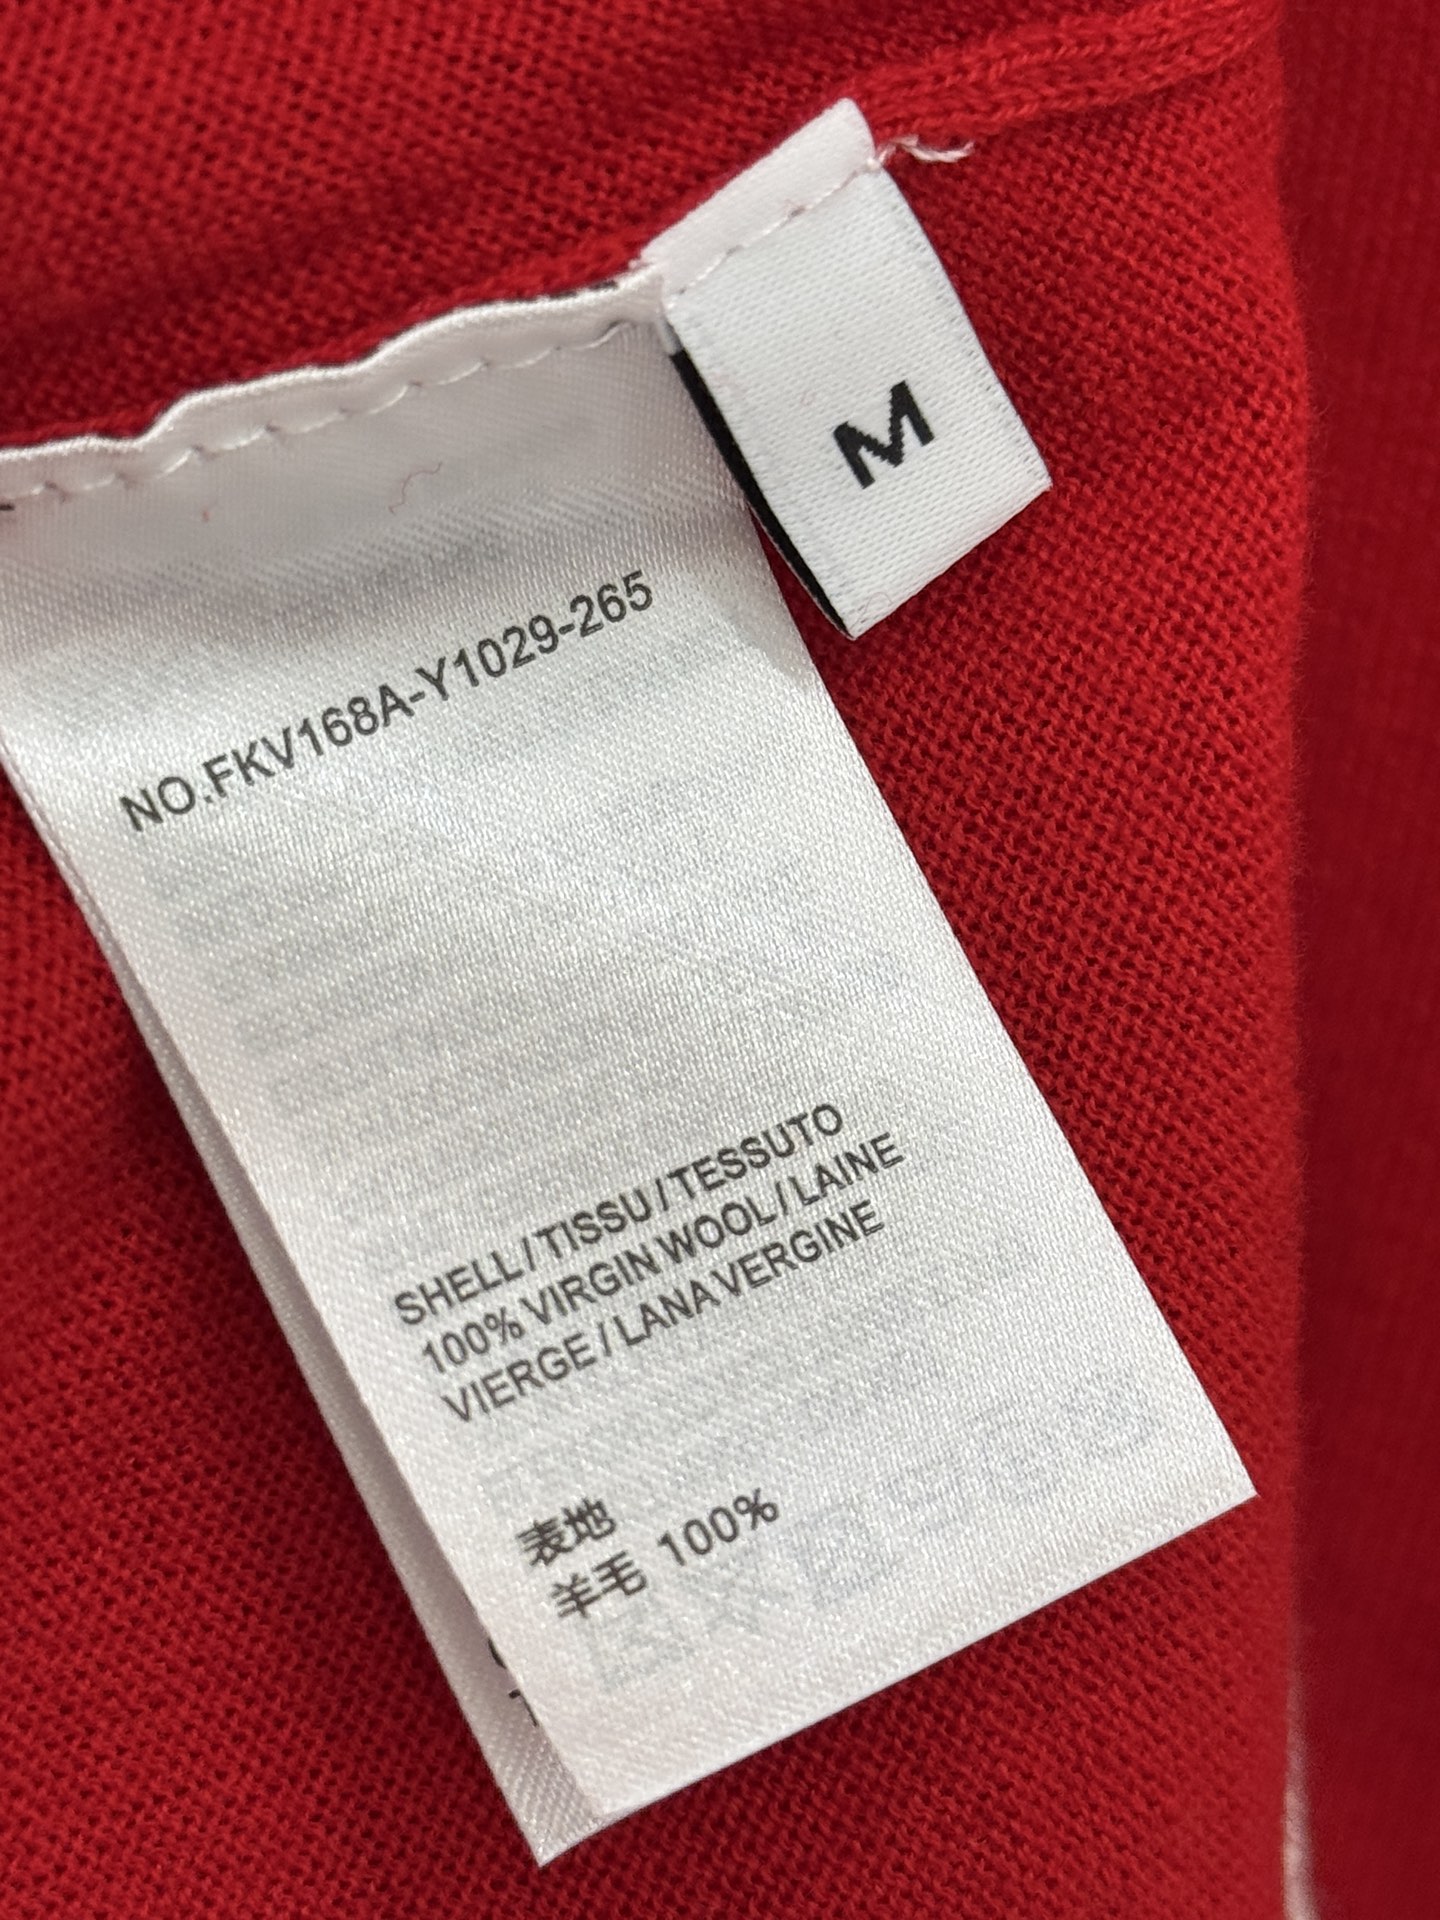 M
NO.FKV168A-Y1029-265
SHELL/TISSU/TESSUTO
100% VIRGIN WOOL/LAINE
VIERGE/LANA VERGINE
表地
羊毛 100%